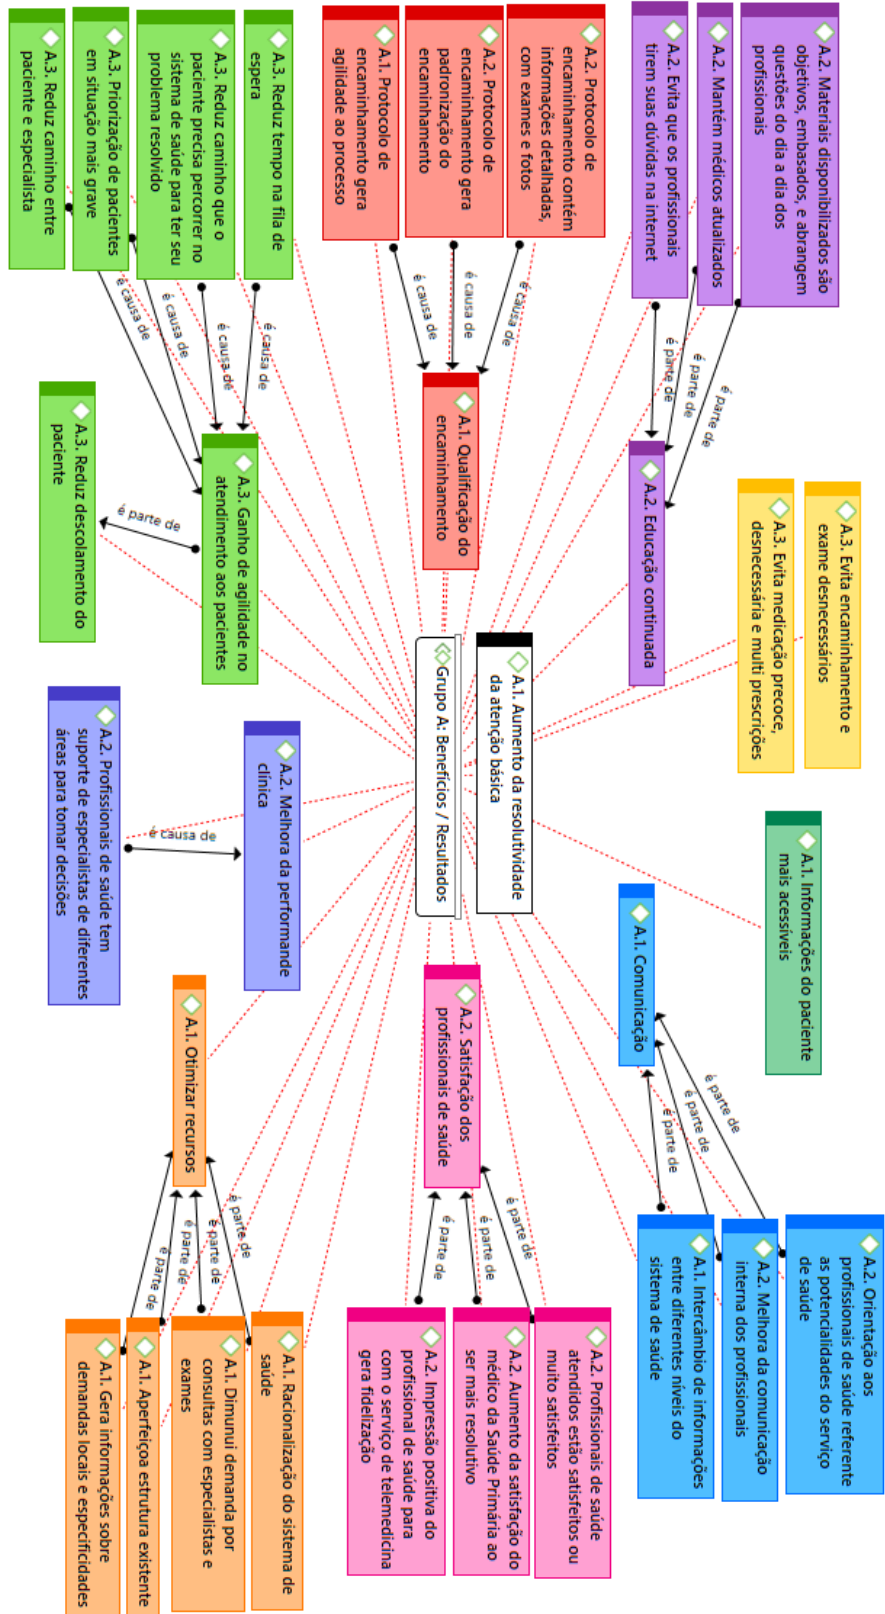 A.2. Materiais disponibilizados são
objetivos, embasados, e abrangem
questões do dia a dia dos
profissionais
A.2. Mantém médicos atualizados
A.2. Evita que os profissionais
tirem suas dúvidas na internet
é parte de
é parte de
é parte de
A.2. Educação continuada
A.3. Evita encaminhamento e
exame desnecessários
A.3. Evita medicação precoce,
desnecessária e multi prescrições
A.1. Informações do paciente
mais acessíveis
A.1. Comunicação
é parte de
é parte de
é parte de
A.2. Orientação aos
profissionais de saúde referente
as potencialidades do serviço
de saúde
A.2. Melhora da comunicação
interna dos profissionais
A.1. Intercâmbio de informações
entre diferentes níveis do
sistema de saúde
A.2. Protocolo de
encaminhamento contém
informações detalhadas,
com exames e fotos
A.2. Protocolo de
encaminhamento gera
padronização do
encaminhamento
A.1. Protocolo de
encaminhamento gera
agilidade ao processo
é causa de
é causa de
é causa de
A.1. Qualificação do
encaminhamento
A.1. Aumento da resolutividade
da atenção básica
Grupo A: Benefícios / Resultados
A.2. Satisfação dos
profissionais de saúde
é parte de
é parte de
é parte de
A.2. Profissionais de saúde
atendidos estão satisfeitos ou
muito satisfeitos
A.2. Aumento da satisfação do
médico da Saúde Primária ao
ser mais resolutivo
A.2. Impressão positiva do
profissional de saúde para
com o serviço de telemedicina
gera fidelização
A.3. Reduz tempo na fila de
espera
A.3. Reduz caminho que o
paciente precisa percorrer no
sistema de saúde para ter seu
problema resolvido
A.3. Priorização de pacientes
em situação mais grave
A.3. Reduz caminho entre
paciente e especialista
é causa de
é causa de
é causa de
é causa de
A.3. Ganho de agilidade no
atendimento aos pacientes
é parte de
A.3. Reduz descolamento do
paciente
A.2. Melhora da performande
clínica
é causa de
A.2. Profissionais de saúde tem
suporte de especialistas de diferentes
áreas para tomar decisões
A.1. Otimizar recursos
é parte de
é parte de
é parte de
é parte de
A.1. Racionalização do sistema de
saúde
A.1. Dimunui demanda por
consultas com especialistas e
exames
A.1. Aperfeiçoa estrutura existente
A.1. Gera informações sobre
demandas locais e especificidades